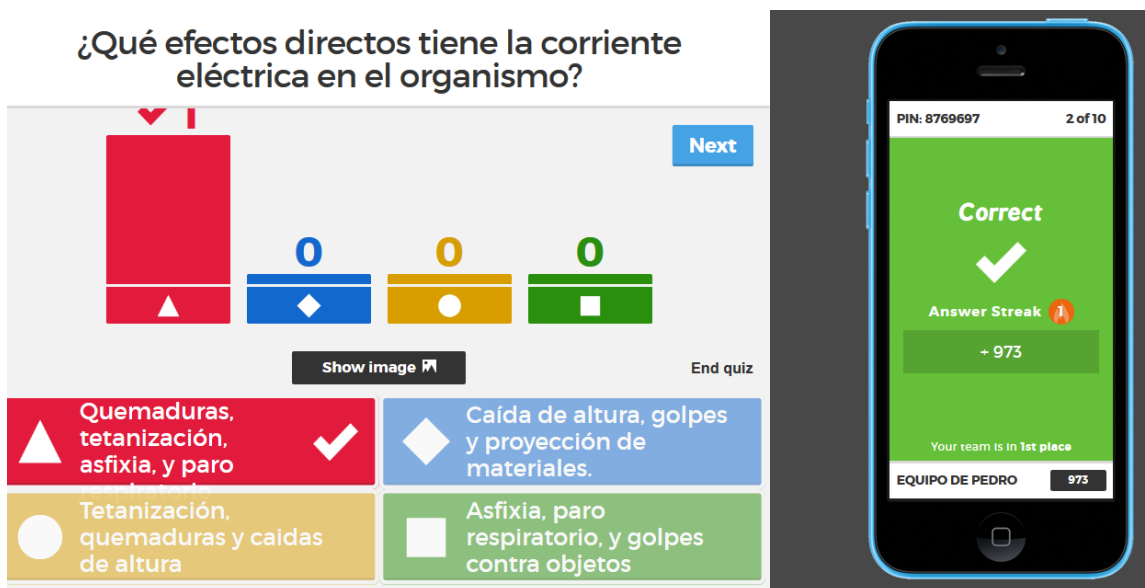 ¿Qué efectos directos tiene la corriente
eléctrica en el organismo?
1
Next
0
0
0
Show image
End quiz
Quemaduras,
tetanización,
asfixia, y paro
respiratorio
Caída de altura, golpes
y proyección de
materiales.
Tetanización,
quemaduras y caidas
de altura
Asfixia, paro
respiratorio, y golpes
contra objetos
PIN: 8769697
2 of 10
Correct
Answer Streak 1
+ 973
Your team is in 1st place
EQUIPO DE PEDRO
973